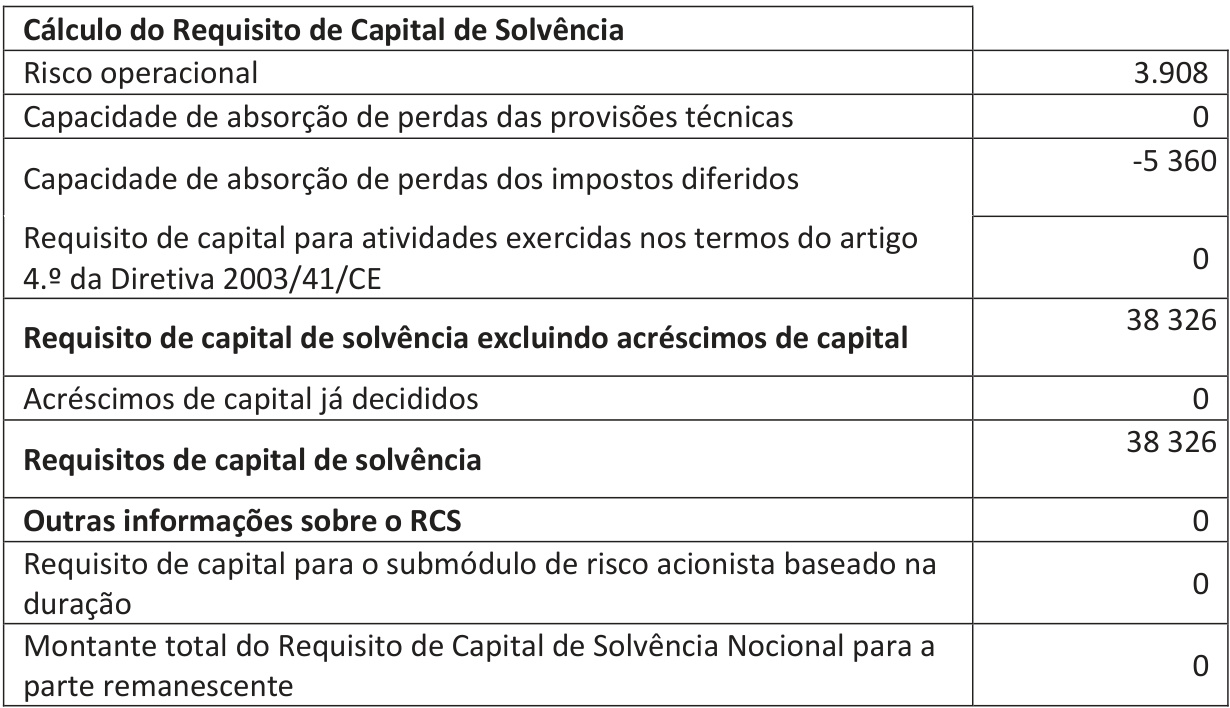 Cálculo do Requisito de Capital de Solvência
Risco operacional 3.908
Capacidade de absorção de perdas das provisões técnicas 0
Capacidade de absorção de perdas dos impostos diferidos -5 360
Requisito de capital para atividades exercidas nos termos do artigo
4.º da Diretiva 2003/41/CE 0
Requisito de capital de solvência excluindo acréscimos de capital 38 326
Acréscimos de capital já decididos 0
Requisitos de capital de solvência 38 326
Outras informações sobre o RCS 0
Requisito de capital para o submódulo de risco acionista baseado na
duração 0
Montante total do Requisito de Capital de Solvência Nocional para a
parte remanescente 0